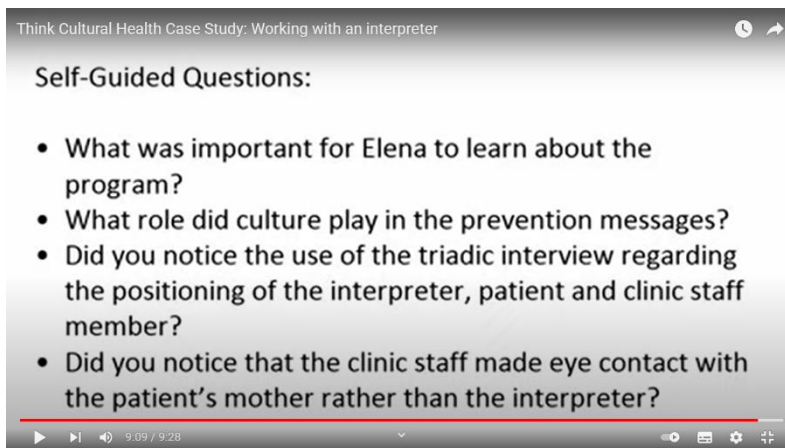 Think Cultural Health Case Study: Working with an interpreter
Self-Guided Questions:
• What was important for Elena to learn about the
program?
• What role did culture play in the prevention messages?
• Did you notice the use of the triadic interview regarding
the positioning of the interpreter, patient and clinic staff
member?
• Did you notice that the clinic staff made eye contact with
the patient's mother rather than the interpreter?
9:09 / 9:28